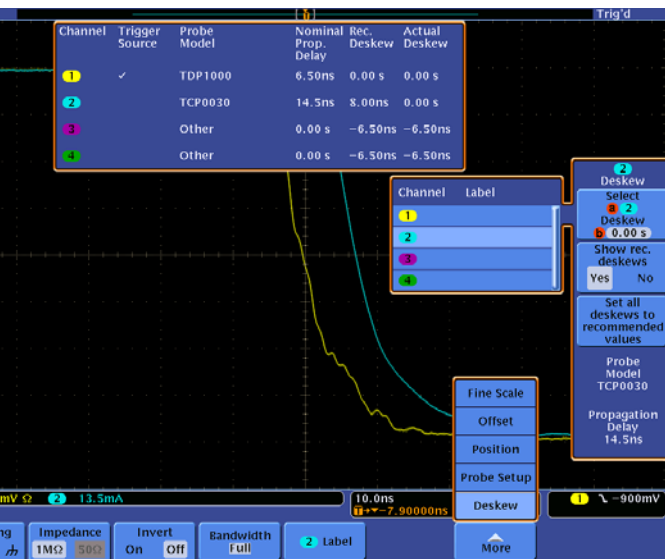 Trig'd
Channel Trigger Source Probe Model Nominal Prop. Delay Rec. Deskew Actual Deskew
1 ✓ TDP1000 6.50ns 0.00 s 0.00 s
2 TCP0030 14.5ns 8.00ns 0.00 s
3 Other 0.00 s −6.50ns −6.50ns
4 Other 0.00 s −6.50ns −6.50ns
Channel Label
1
2
3
4
2
Deskew
Select
a 2
Deskew
b 0.00 s
Show rec.
deskews
Yes No
Set all
deskews to
recommended
values
Probe
Model
TCP0030
Propagation
Delay
14.5ns
Fine Scale
Offset
Position
Probe Setup
Deskew
mV Ω 2 13.5mA 10.0ns 1 −900mV
T→▼−7.90000ns
ng
Impedance
1MΩ 50Ω
Invert
On Off
Bandwidth
Full
2 Label
More